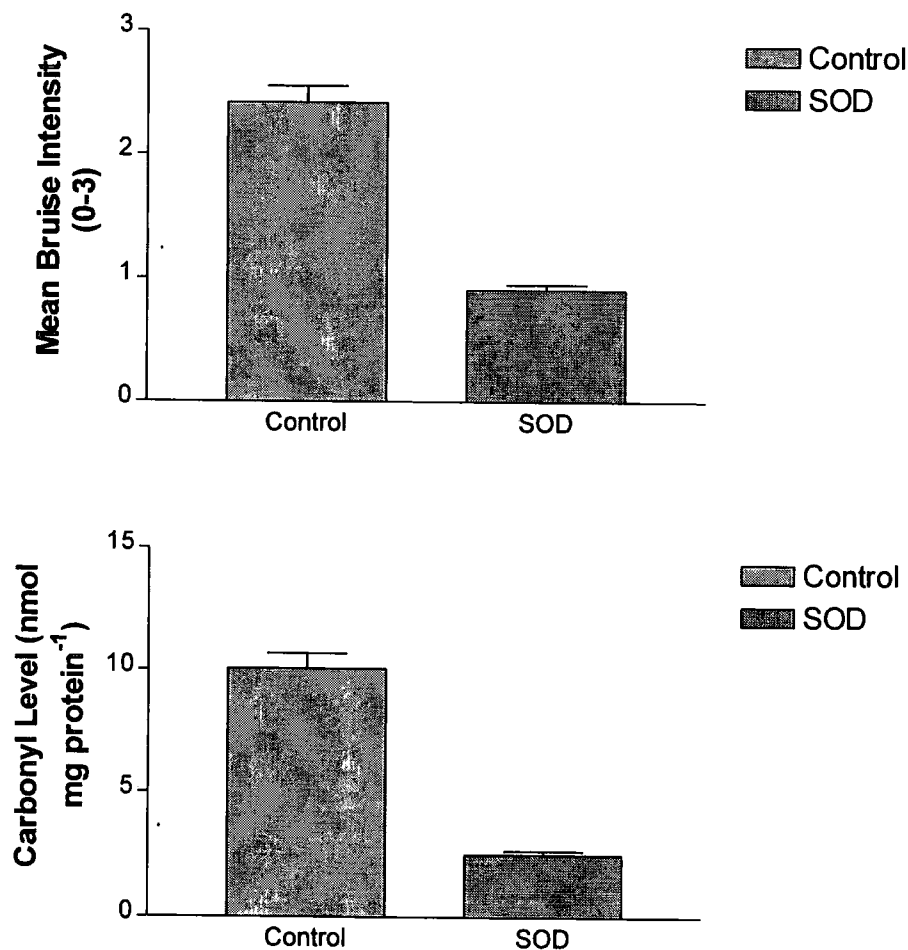 Mean Bruise Intensity
(0-3)
3
2
1
0
Control
SOD
Control
SOD
Carbonyl Level (nmol
mg protein⁻¹)
15
10
5
0
Control
SOD
Control
SOD